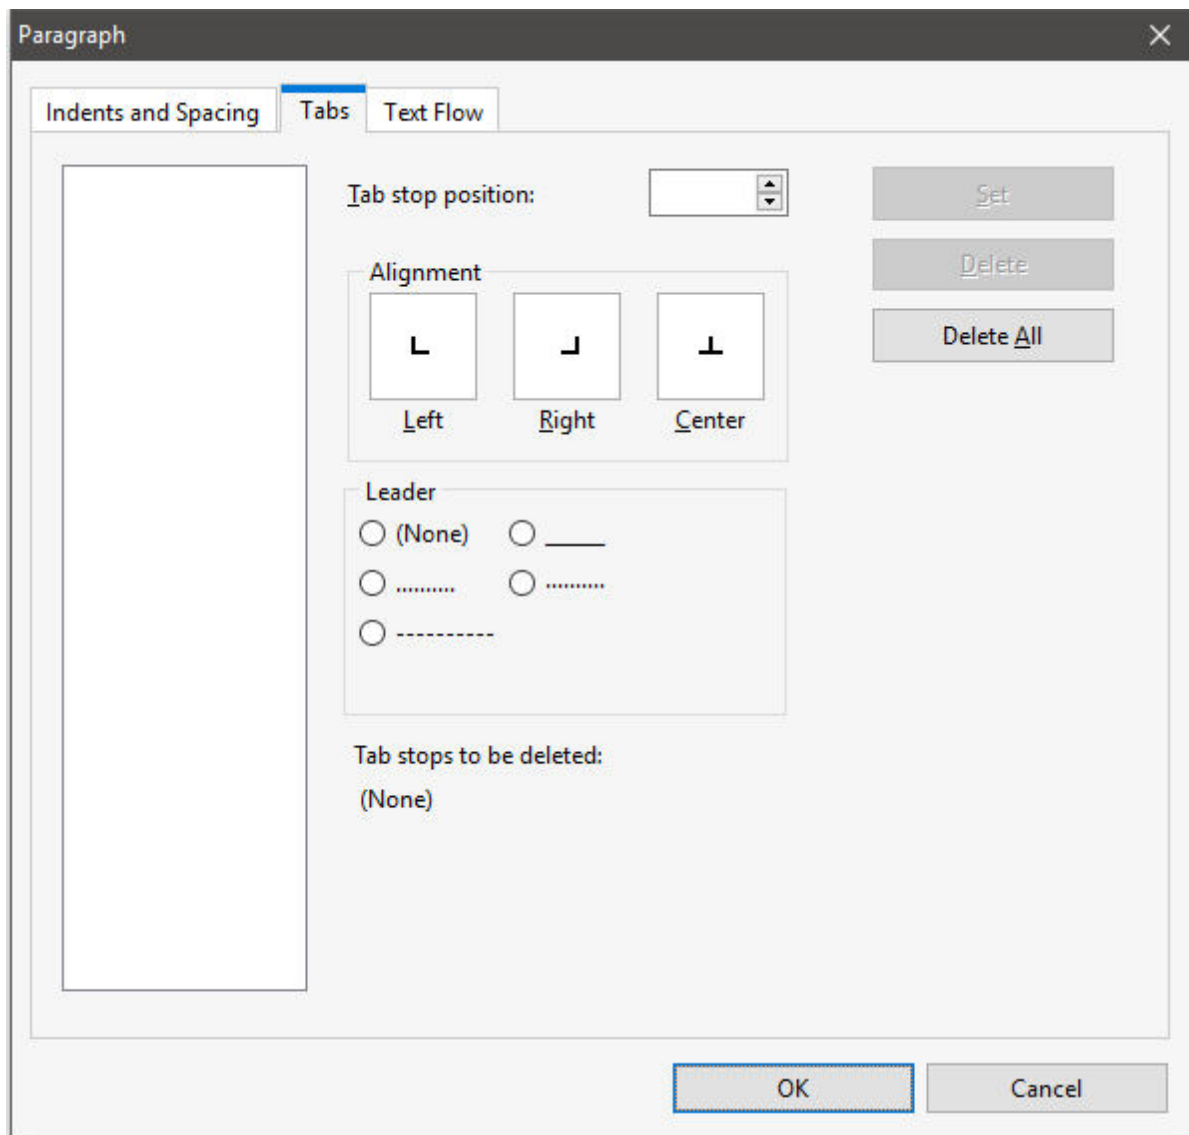 Paragraph
Indents and Spacing Tabs Text Flow
Tab stop position:
Set
Delete
Delete All
Alignment
Left Right Center
Leader
(None) _____
.......... ..........
----------
Tab stops to be deleted:
(None)
OK Cancel